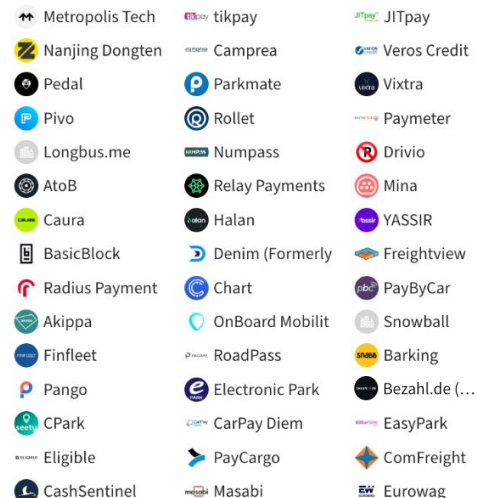 Metropolis Tech tikpay JITpay
Nanjing Dongten Camprea Veros Credit
Pedal Parkmate Vixtra
Pivo Rollet Paymeter
Longbus.me Numpass Drivio
AtoB Relay Payments Mina
Caura Halan YASSIR
BasicBlock Denim (Formerly Freightview
Radius Payment Chart PayByCar
Akippa OnBoard Mobilit Snowball
Finfleet RoadPass Barking
Pango Electronic Park Bezahl.de (...
CPark CarPay Diem EasyPark
Eligible PayCargo ComFreight
CashSentinel Masabi Eurowag